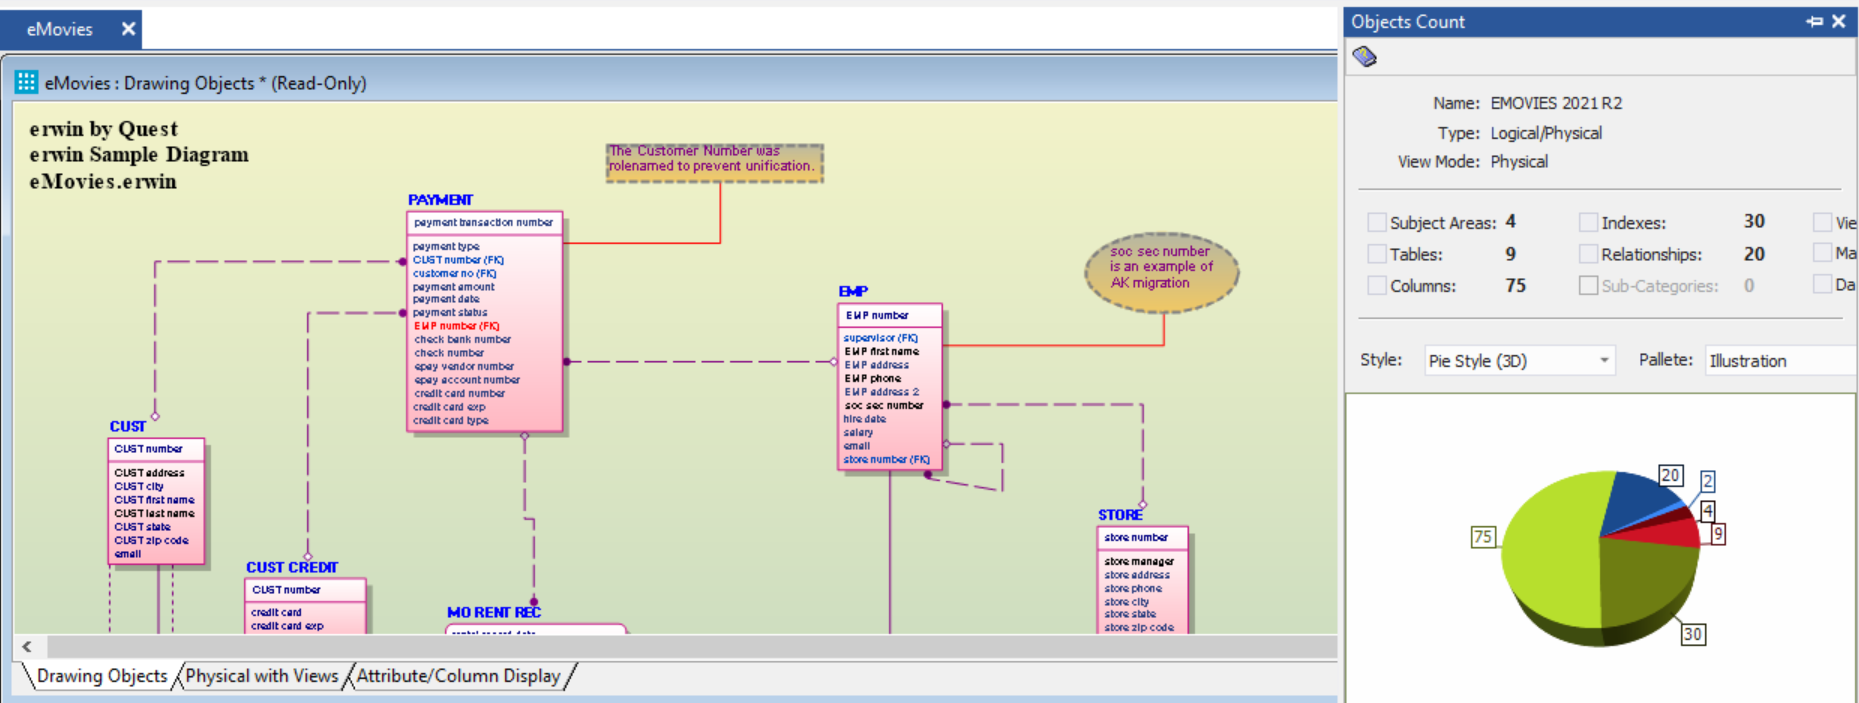 eMovies
eMovies : Drawing Objects * (Read-Only)
erwin by Quest
erwin Sample Diagram
eMovies.erwin
The Customer Number was
rolenamed to prevent unification.
PAYMENT
payment transaction number
payment type
CUST number (FK)
customer no (FK)
payment amount
payment date
payment status
EMP number (FK)
check bank number
check number
epay vendor number
epay account number
credit card number
credit card exp
credit card type
soc sec number
is an example of
AK migration
EMP
EMP number
supervisor (FK)
EMP first name
EMP address
EMP phone
EMP address 2
soc sec number
hire date
salary
email
store number (FK)
CUST
CUST number
CUST address
CUST city
CUST first name
CUST last name
CUST state
CUST zip code
email
CUST CREDIT
CUST number
credit card
credit card exp
MO RENT REC
STORE
store number
store manager
store address
store phone
store city
store state
store zip code
Drawing Objects
Physical with Views
Attribute/Column Display
Objects Count
Name: EMOVIES 2021 R2
Type: Logical/Physical
View Mode: Physical
Subject Areas: 4 Indexes: 30 Vie
Tables: 9 Relationships: 20 Ma
Columns: 75 Sub-Categories: 0 Da
Style: Pie Style (3D) Pallete: Illustration
20
2
4
9
75
30